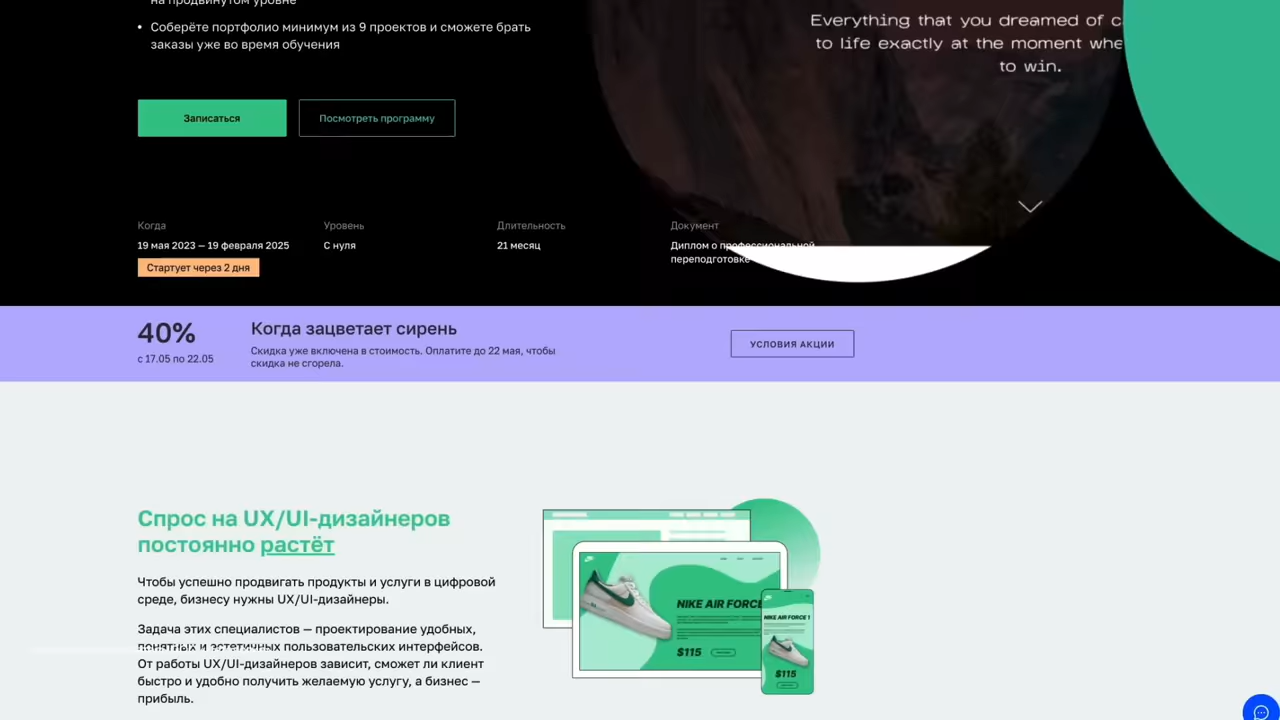 на продвинутом уровне
• Соберёте портфолио минимум из 9 проектов и сможете брать
заказы уже во время обучения
Everything that you dreamed of
to life exactly at the moment
to win.
Записаться
Посмотреть программу
Когда
19 мая 2023 — 19 февраля 2025
Стартует через 2 дня
Уровень
С нуля
Длительность
21 месяц
Документ
Диплом о профессиональной
переподготовке
40%
с 17.05 по 22.05
Когда зацветает сирень
Скидка уже включена в стоимость. Оплатите до 22 мая, чтобы
скидка не сгорела.
УСЛОВИЯ АКЦИИ
Спрос на UX/UI-дизайнеров
постоянно растёт
Чтобы успешно продвигать продукты и услуги в цифровой
среде, бизнесу нужны UX/UI-дизайнеры.
Задача этих специалистов — проектирование удобных,
понятных и эстетичных пользовательских интерфейсов.
От работы UX/UI-дизайнеров зависит, сможет ли клиент
быстро и удобно получить желаемую услугу, а бизнес —
прибыль.
NIKE AIR FORCE
$115
NIKE AIR FORCE 1
$115